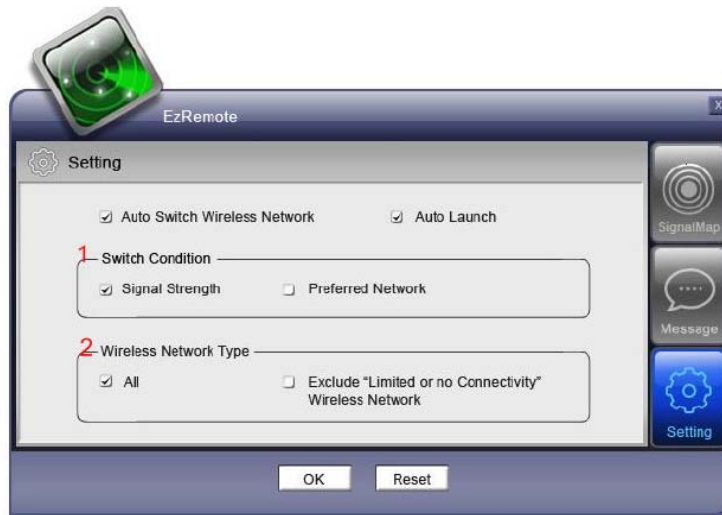 EzRemote
X
Setting
Auto Switch Wireless Network
Auto Launch
1
Switch Condition
Signal Strength
Preferred Network
2
Wireless Network Type
All
Exclude “Limited or no Connectivity”
Wireless Network
SignalMap
Message
Setting
OK
Reset